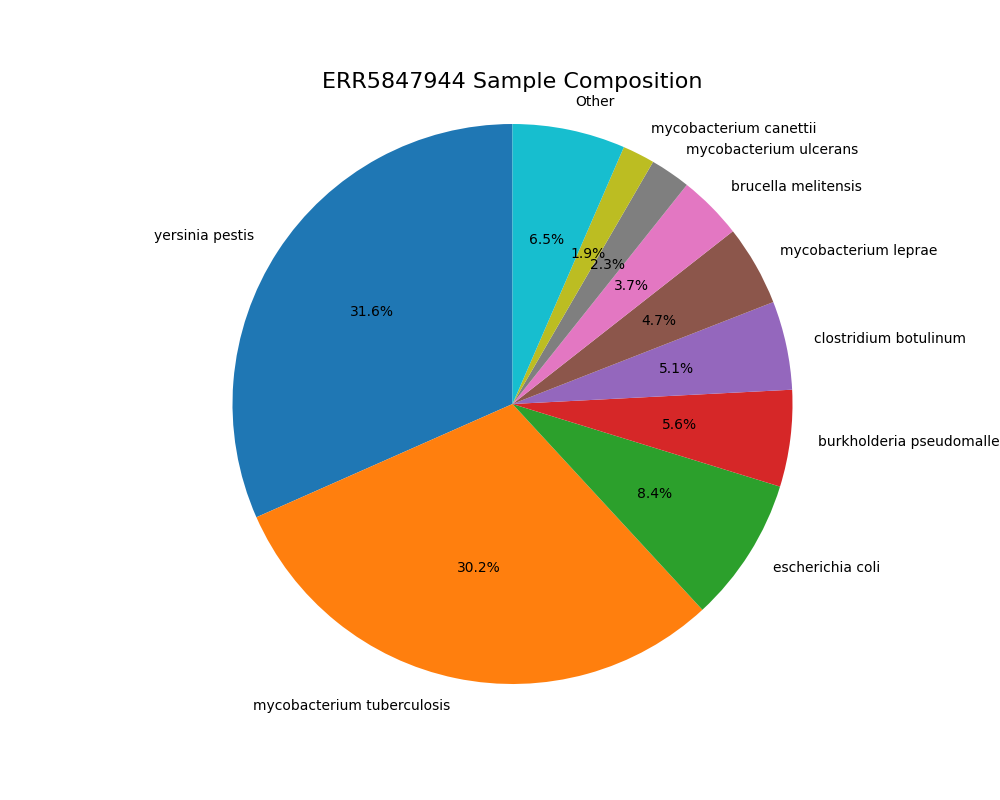 ERR5847944 Sample Composition
Other
mycobacterium canettii
mycobacterium ulcerans
brucella melitensis
yersinia pestis
mycobacterium leprae
clostridium botulinum
burkholderia pseudomalle
escherichia coli
mycobacterium tuberculosis
6.5%
1.9%
2.3%
3.7%
31.6%
4.7%
5.1%
5.6%
8.4%
30.2%